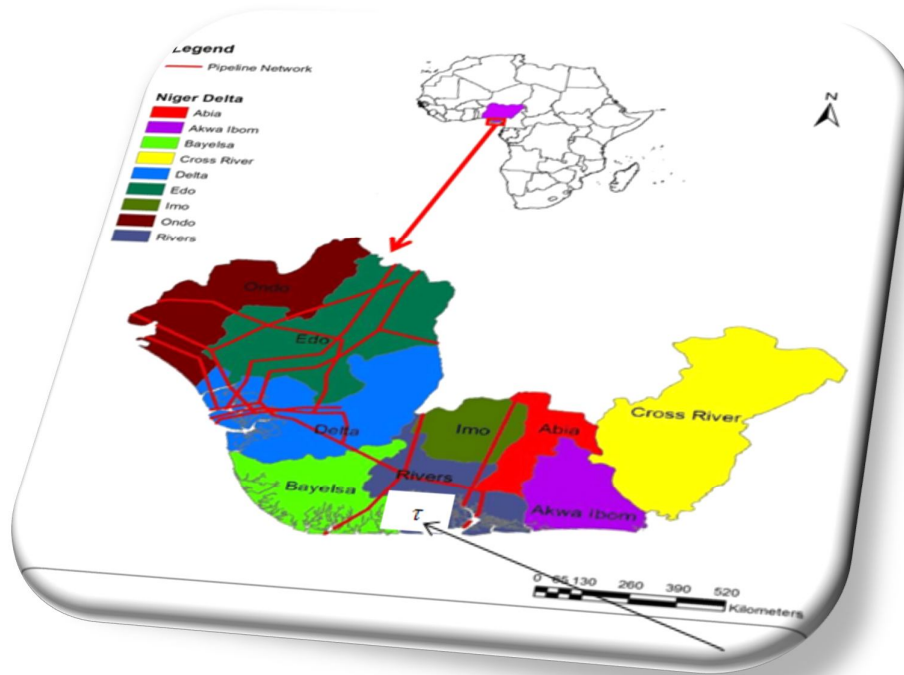 Legend
Pipeline Network
Niger Delta
Abia
Akwa Ibom
Bayelsa
Cross River
Delta
Edo
Imo
Ondo
Rivers
N
Ondo
Edo
Cross River
Delta
Imo
Abia
Rivers
Bayelsa
τ
Akwa Ibom
0 65 130 260 390 520
Kilometers